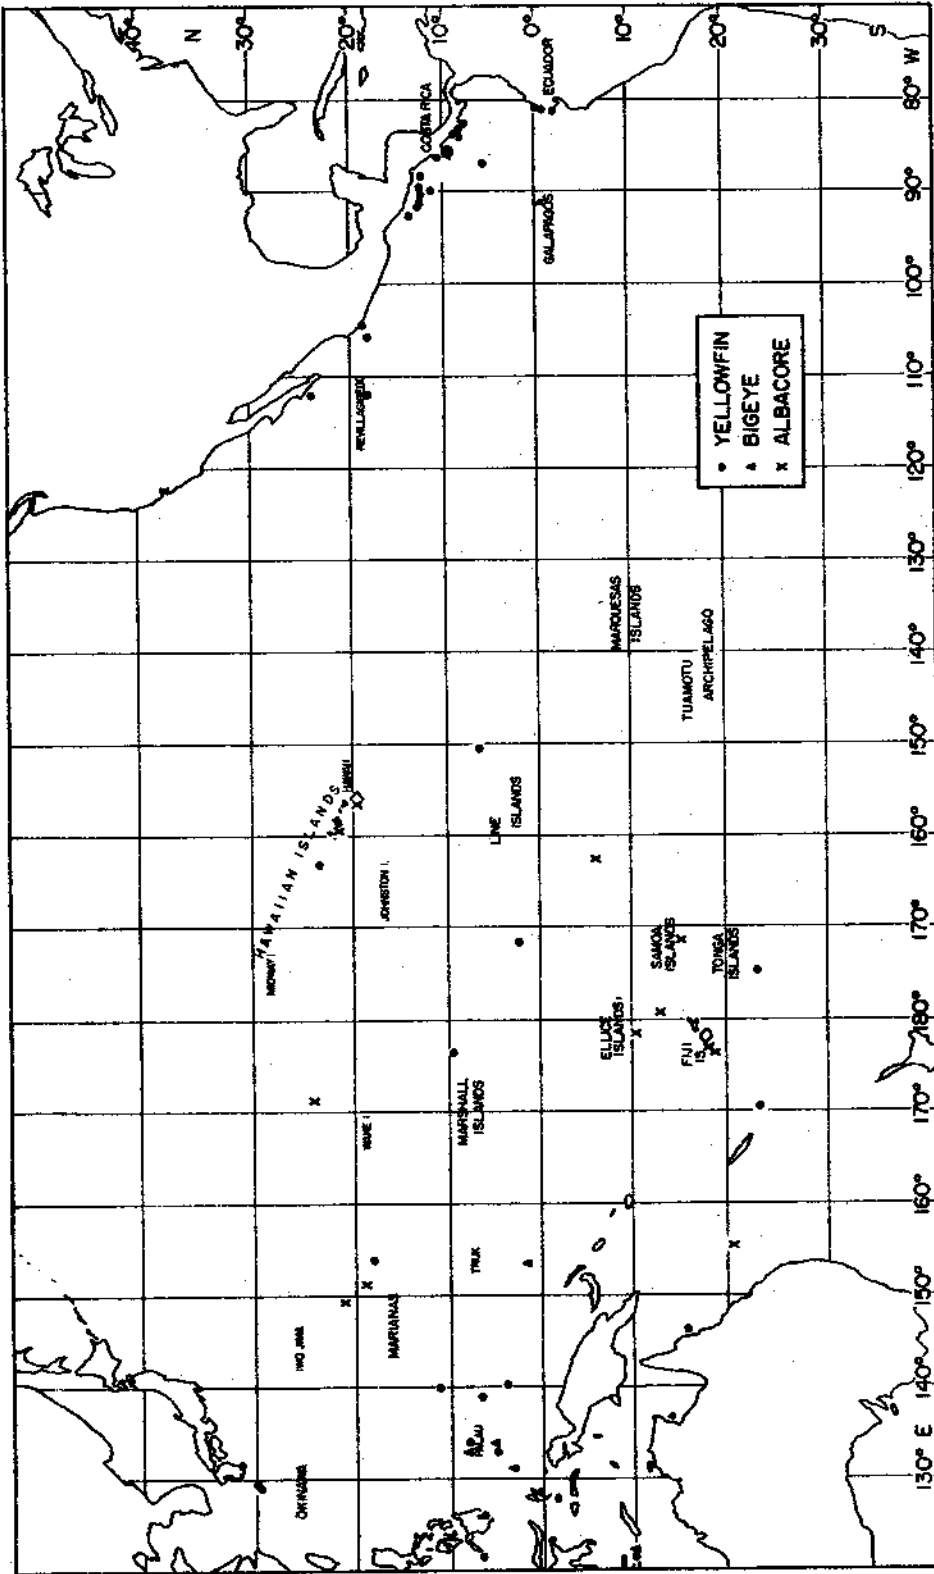 40°
N
30°
20°
10°
0°
10°
20°
30°
S
80° W
90°
100°
110°
120°
130°
140°
150°
160°
170°
180°
170°
160°
150°
140°
130° E
COSTA RICA
ECUADOR
GALAPAGOS
REVILLAGIGEDO
HAWAIIAN ISLANDS
HAWAII
MIDWAY I
JOHNSTON I.
LINE
ISLANDS
MARQUESAS
ISLANDS
TUAMOTU
ARCHIPELAGO
SAMOA
ISLANDS
TONGA
ISLANDS
ELLICE
ISLANDS
FIJI
IS.
MARSHALL
ISLANDS
WAKE I
TRUK
MARIANAS
IWO JIMA
PALAU
OKINAWA
• YELLOWFIN
▲ BIGEYE
x ALBACORE